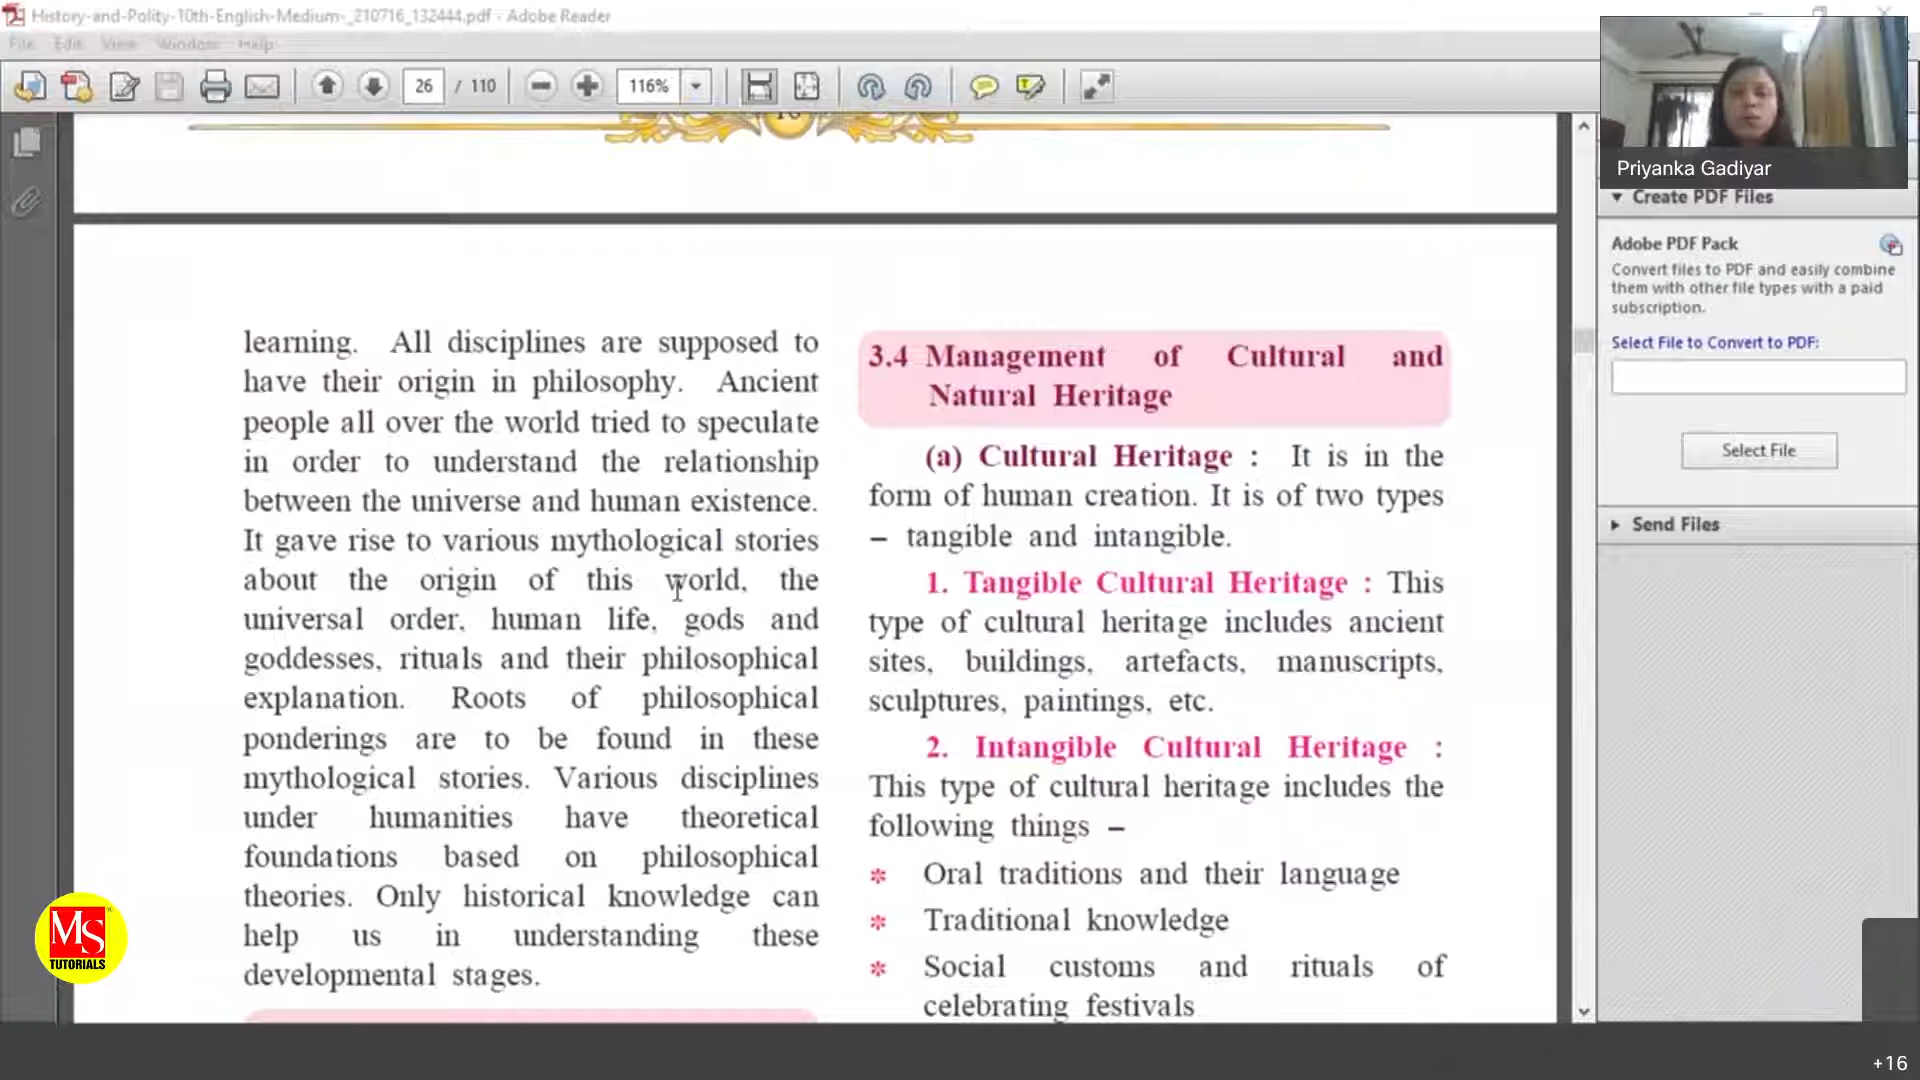 History-and-Polity-10th-English-Medium-_210716_132444.pdf - Adobe Reader
File Edit View Window Help
26 / 110 116%
Priyanka Gadiyar
Create PDF Files
Adobe PDF Pack
Convert files to PDF and easily combine
them with other file types with a paid
subscription.
Select File to Convert to PDF:
Select File
Send Files
learning. All disciplines are supposed to
have their origin in philosophy. Ancient
people all over the world tried to speculate
in order to understand the relationship
between the universe and human existence.
It gave rise to various mythological stories
about the origin of this world, the
universal order, human life, gods and
goddesses, rituals and their philosophical
explanation. Roots of philosophical
ponderings are to be found in these
mythological stories. Various disciplines
under humanities have theoretical
foundations based on philosophical
theories. Only historical knowledge can
help us in understanding these
developmental stages.
3.4 Management of Cultural and
Natural Heritage
(a) Cultural Heritage : It is in the
form of human creation. It is of two types
– tangible and intangible.
1. Tangible Cultural Heritage : This
type of cultural heritage includes ancient
sites, buildings, artefacts, manuscripts,
sculptures, paintings, etc.
2. Intangible Cultural Heritage :
This type of cultural heritage includes the
following things –
* Oral traditions and their language
* Traditional knowledge
* Social customs and rituals of
celebrating festivals
MS
TUTORIALS
+16